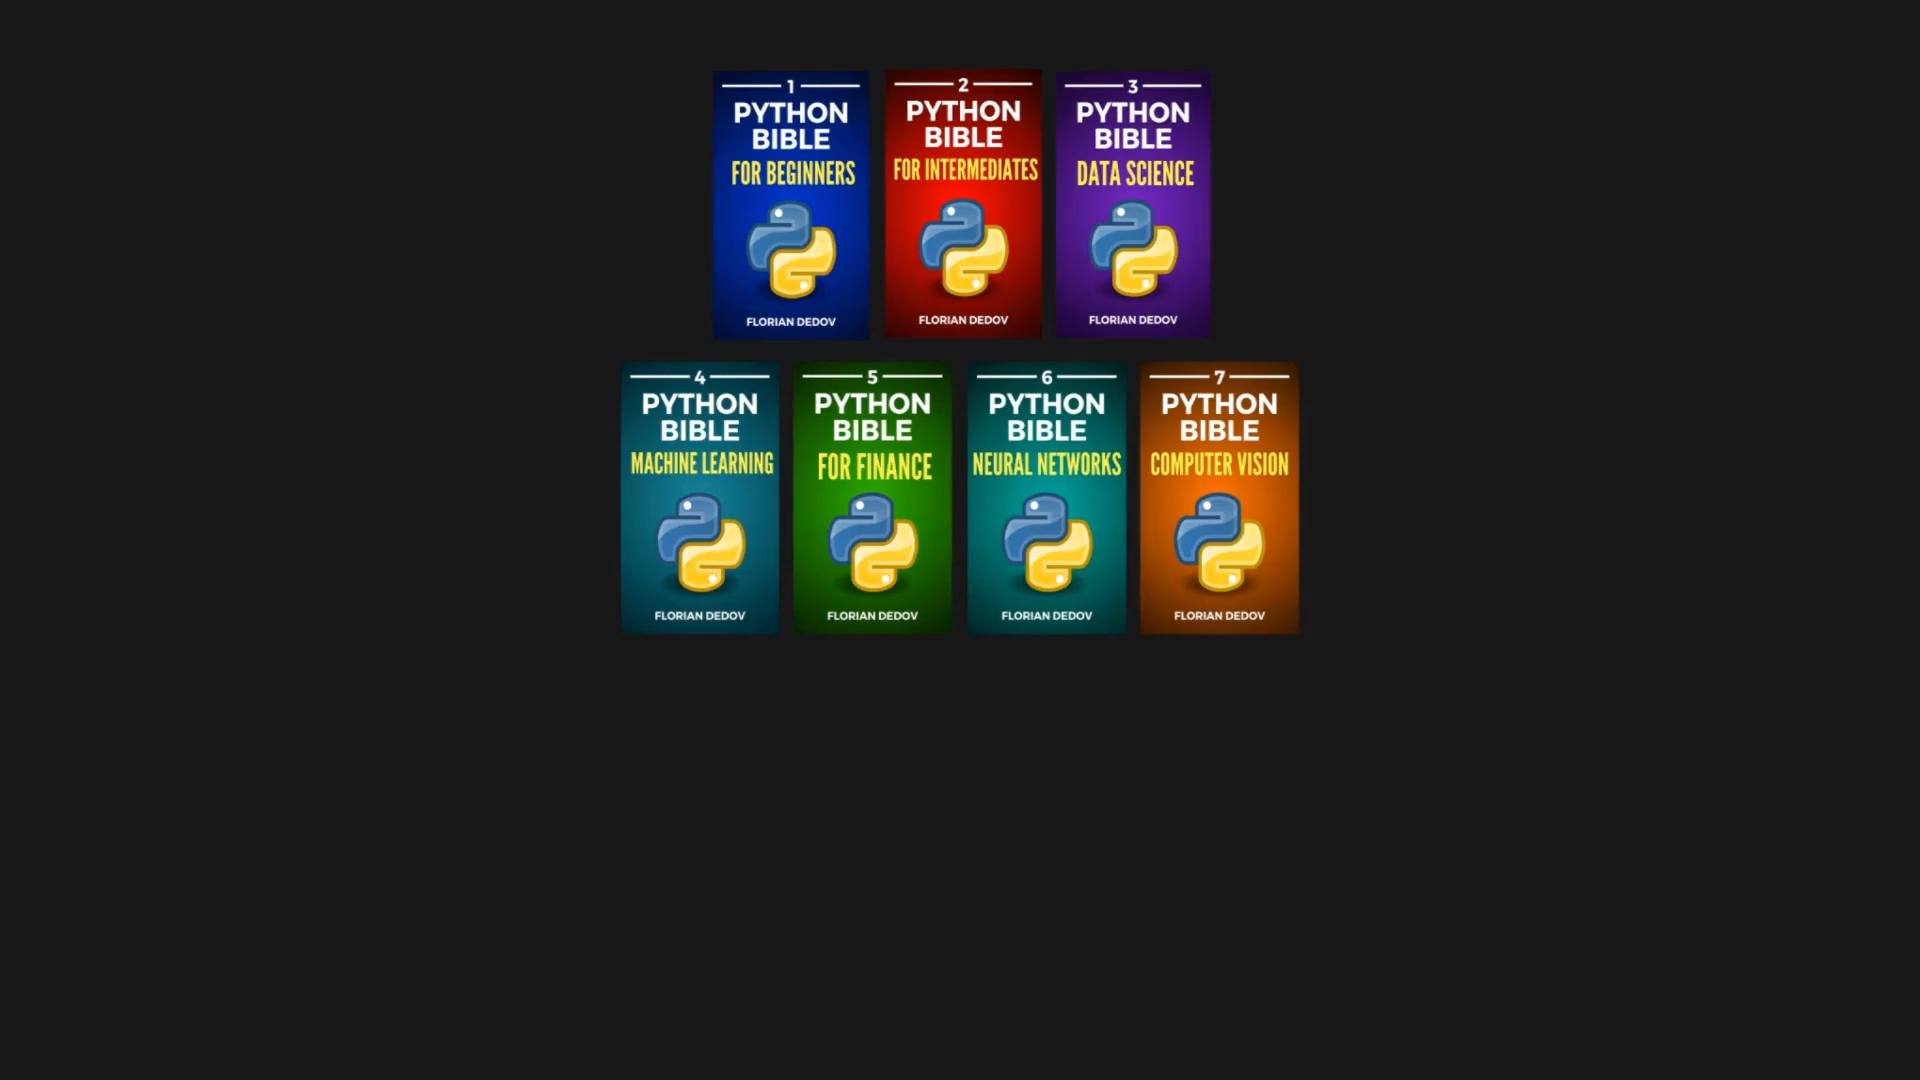 1
PYTHON
BIBLE
FOR BEGINNERS
FLORIAN DEDOV
2
PYTHON
BIBLE
FOR INTERMEDIATES
FLORIAN DEDOV
3
PYTHON
BIBLE
DATA SCIENCE
FLORIAN DEDOV
4
PYTHON
BIBLE
MACHINE LEARNING
FLORIAN DEDOV
5
PYTHON
BIBLE
FOR FINANCE
FLORIAN DEDOV
6
PYTHON
BIBLE
NEURAL NETWORKS
FLORIAN DEDOV
7
PYTHON
BIBLE
COMPUTER VISION
FLORIAN DEDOV